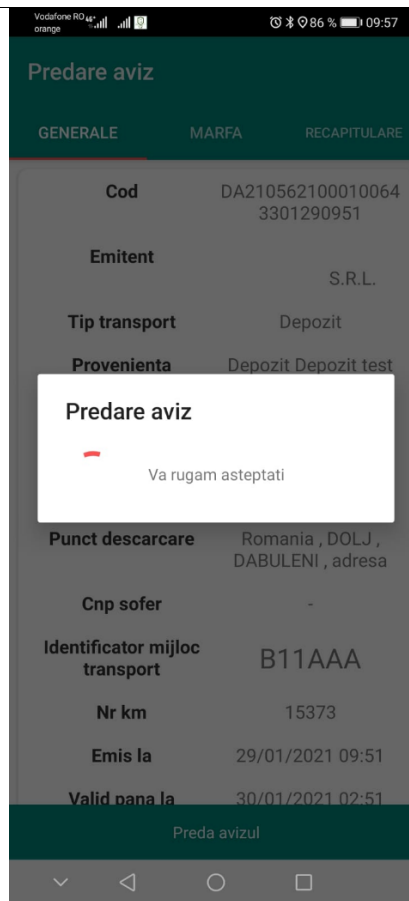 Vodafone RO 4G+
orange
86 % 09:57
Predare aviz
GENERALE MARFA RECAPITULARE
Cod DA210562100010064
3301290951
Emitent
S.R.L.
Tip transport Depozit
Provenienta Depozit Depozit test
Predare aviz
Va rugam asteptati
Punct descarcare Romania , DOLJ ,
DABULENI , adresa
Cnp sofer -
Identificator mijloc
transport B11AAA
Nr km 15373
Emis la 29/01/2021 09:51
Valid pana la 30/01/2021 02:51
Preda avizul